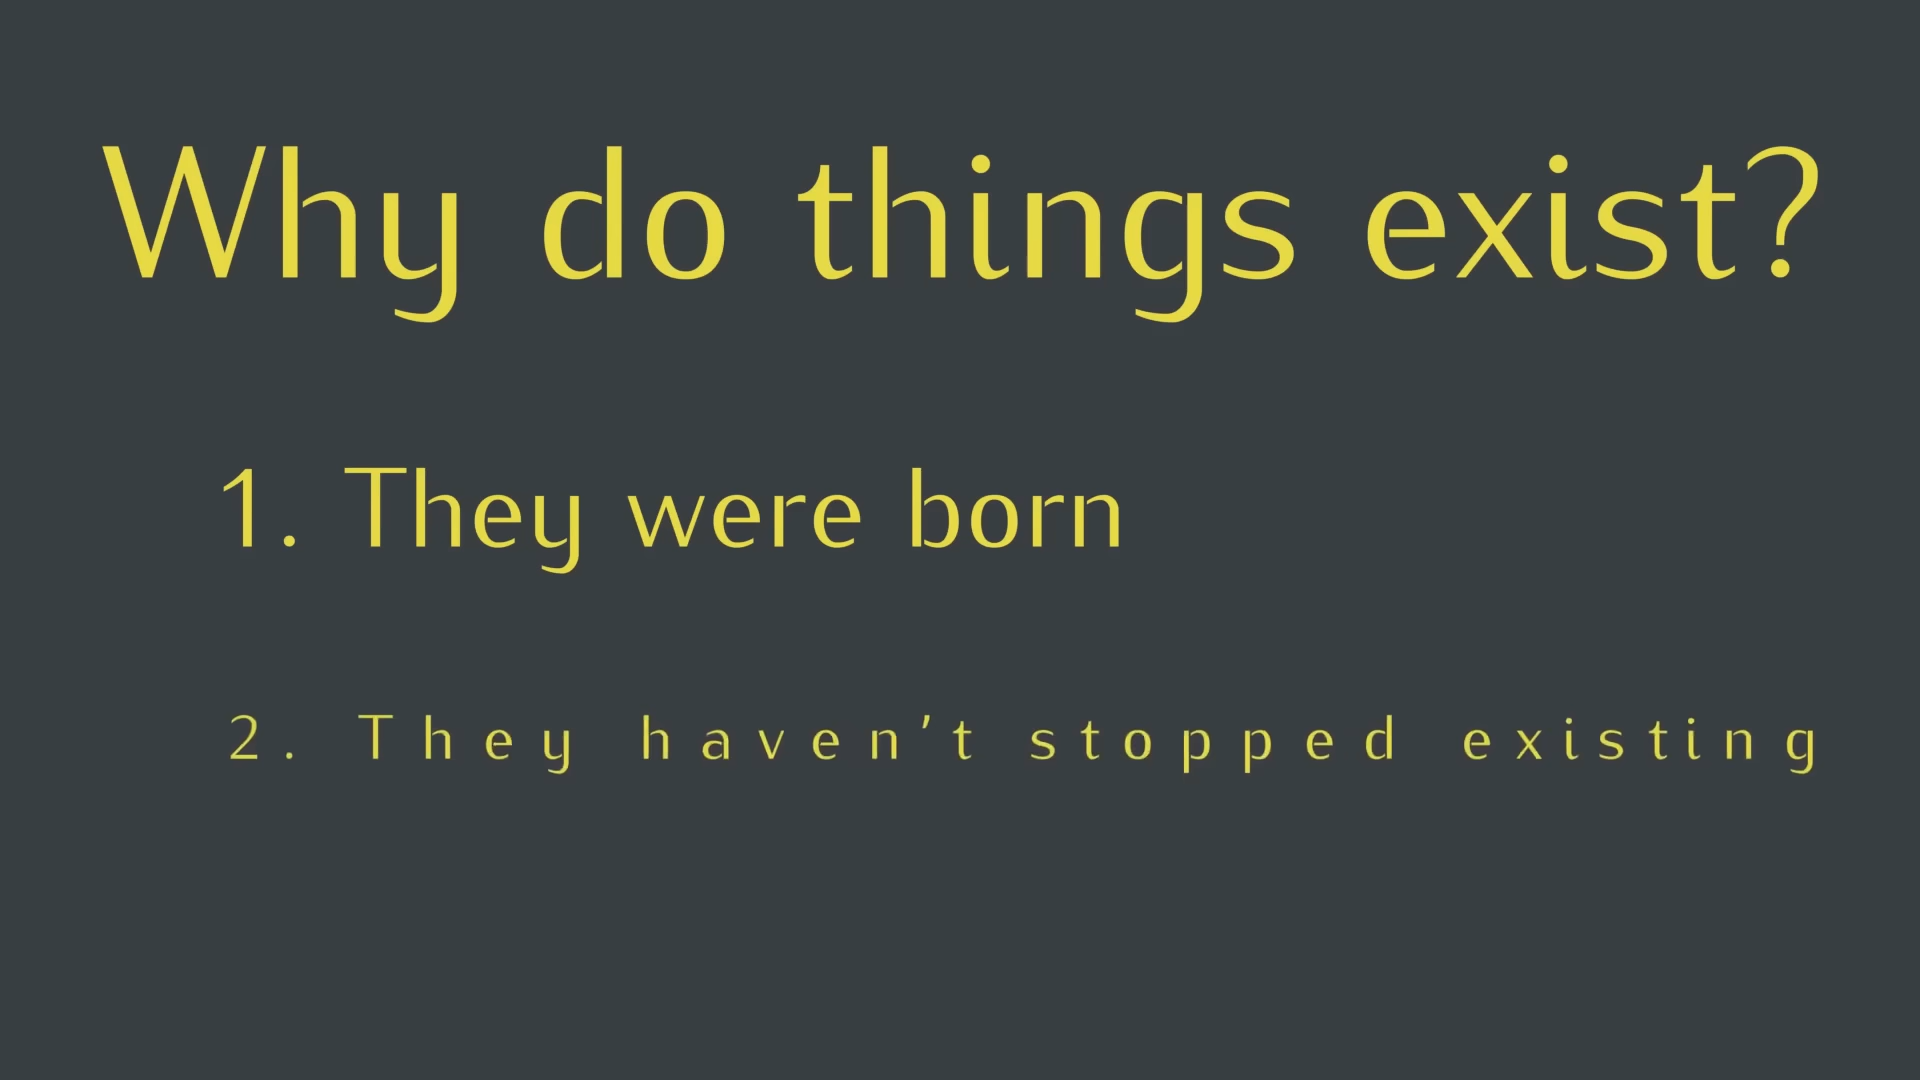 Why do things exist?
1. They were born
2. They haven't stopped existing